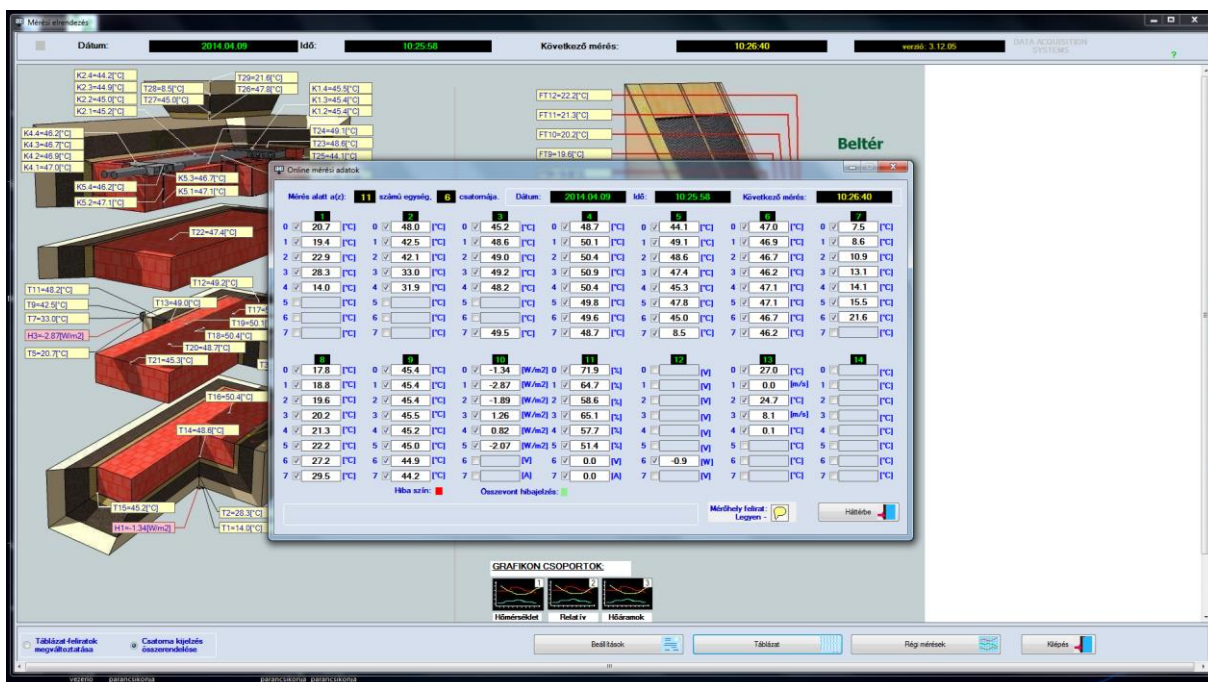 Mérési elrendezés
Dátum: 2014.04.09 Idő: 10:25:58 Következő mérés: 10:26:40 verzió: 3.12.05 DATA ACQUISITION SYSTEMS ?
K2.4=44.2[°C]
K2.3=44.9[°C]
K2.2=45.0[°C]
K2.1=45.2[°C]
T28=8.5[°C]
T27=45.0[°C]
T29=21.6[°C]
T26=47.8[°C]
K1.4=45.5[°C]
K1.3=45.4[°C]
K1.2=45.4[°C]
K4.4=46.2[°C]
K4.3=46.7[°C]
K4.2=46.9[°C]
K4.1=47.0[°C]
T24=49.1[°C]
T23=48.6[°C]
T25=44.1[°C]
K5.4=46.2[°C]
K5.3=46.7[°C]
K5.1=47.1[°C]
K5.2=47.1[°C]
T22=47.4[°C]
T11=48.2[°C]
T9=42.5[°C]
T7=33.0[°C]
H3=-2.87[W/m2]
T5=20.7[°C]
T12=49.2[°C]
T13=49.0[°C]
T19=50.1
T18=50.4[°C]
T20=48.7[°C]
T21=45.3[°C]
T16=50.4[°C]
T14=48.6[°C]
T15=45.2[°C]
H1=-1.34[W/m2]
T2=28.3[°C]
T1=14.0[°C]
FT12=22.2[°C]
FT11=21.3[°C]
FT10=20.2[°C]
FT9=19.6[°C]
Beltér
Online mérési adatok
Mérés alatt a(z): 11 számú egység, 6 csatornája. Dátum: 2014.04.09 Idő: 10:25:58 Következő mérés: 10:26:40
1 2 3 4 5 6 7
0 20.7 [°C] 0 48.0 [°C] 0 45.2 [°C] 0 48.7 [°C] 0 44.1 [°C] 0 47.0 [°C] 0 7.5 [°C]
1 19.4 [°C] 1 42.5 [°C] 1 48.6 [°C] 1 50.1 [°C] 1 49.1 [°C] 1 46.9 [°C] 1 8.6 [°C]
2 22.9 [°C] 2 42.1 [°C] 2 49.0 [°C] 2 50.4 [°C] 2 48.6 [°C] 2 46.7 [°C] 2 10.9 [°C]
3 28.3 [°C] 3 33.0 [°C] 3 49.2 [°C] 3 50.9 [°C] 3 47.4 [°C] 3 46.2 [°C] 3 13.1 [°C]
4 14.0 [°C] 4 31.9 [°C] 4 48.2 [°C] 4 50.4 [°C] 4 45.3 [°C] 4 47.1 [°C] 4 14.1 [°C]
5 [°C] 5 [°C] 5 [°C] 5 49.8 [°C] 5 47.8 [°C] 5 47.1 [°C] 5 15.5 [°C]
6 [°C] 6 [°C] 6 [°C] 6 49.6 [°C] 6 45.0 [°C] 6 46.7 [°C] 6 21.6 [°C]
7 [°C] 7 [°C] 7 49.5 [°C] 7 48.7 [°C] 7 8.5 [°C] 7 46.2 [°C] 7 [°C]
8 9 10 11 12 13 14
0 17.8 [°C] 0 45.4 [°C] 0 -1.34 [W/m2] 0 71.9 [%] 0 [V] 0 27.0 [°C] 0 [°C]
1 18.8 [°C] 1 45.4 [°C] 1 -2.87 [W/m2] 1 64.7 [%] 1 [V] 1 0.0 [m/s] 1 [°C]
2 19.6 [°C] 2 45.4 [°C] 2 -1.89 [W/m2] 2 58.6 [%] 2 [V] 2 24.7 [°C] 2 [°C]
3 20.2 [°C] 3 45.5 [°C] 3 1.26 [W/m2] 3 65.1 [%] 3 [V] 3 8.1 [m/s] 3 [°C]
4 21.3 [°C] 4 45.2 [°C] 4 0.82 [W/m2] 4 57.7 [%] 4 [V] 4 0.1 [°C] 4 [°C]
5 22.2 [°C] 5 45.0 [°C] 5 -2.07 [W/m2] 5 51.4 [%] 5 [V] 5 [°C] 5 [°C]
6 27.2 [°C] 6 44.9 [°C] 6 [V] 6 0.0 [V] 6 -0.9 [W] 6 [°C] 6 [°C]
7 29.5 [°C] 7 44.2 [°C] 7 [A] 7 0.0 [A] 7 [V] 7 [°C] 7 [°C]
Hiba szín: Összevont hibajelzés:
Mérőhely felirat:
Legyen -
Háttérbe
GRAFIKON CSOPORTOK:
1 2 3
Hőmérséklet Relatív Hőáramok
Táblázat-feliratok megváltoztatása
Csatorna kijelzés összerendelése
Beállítások Táblázat Régi mérések Kilépés
vezérlő parancsikonja parancsikonja parancsikonja